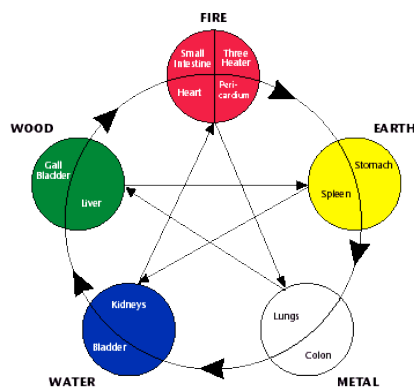 FIRE
Small
Intestine
Three
Heater
Heart
Peri-
cardium
WOOD
EARTH
Gall
Bladder
Liver
Stomach
Spleen
Kidneys
Bladder
Lungs
Colon
WATER
METAL